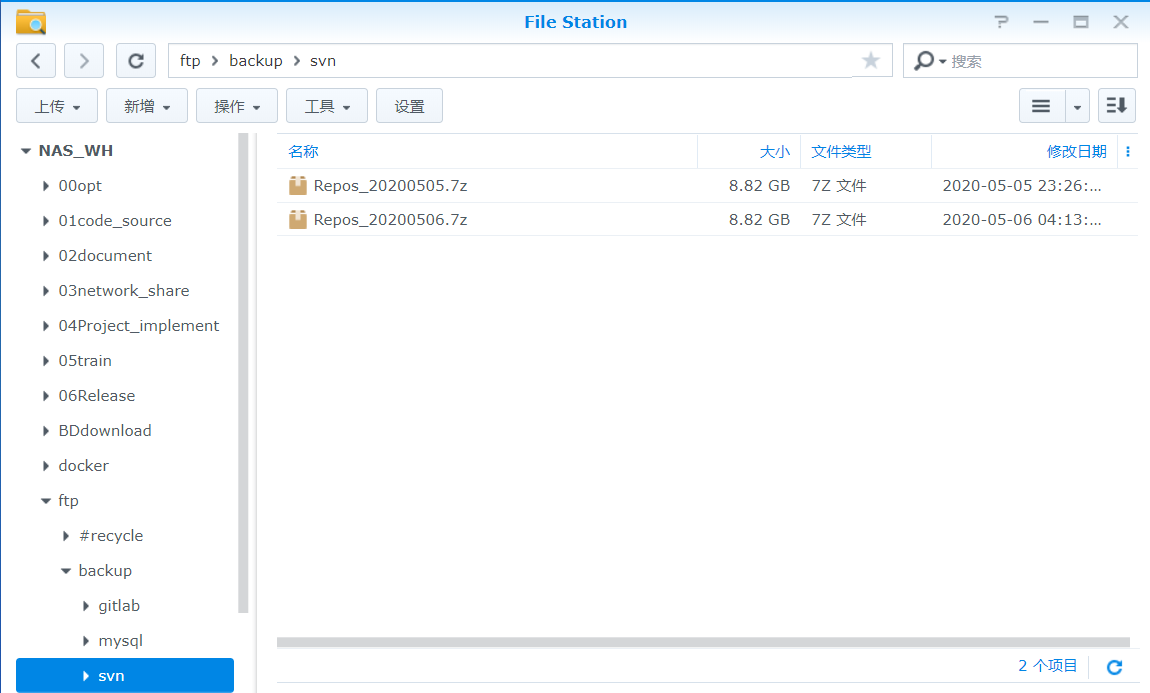 File Station
ftp > backup > svn
搜索
上传 新增 操作 工具 设置
NAS_WH
00opt
01code_source
02document
03network_share
04Project_implement
05train
06Release
BDdownload
docker
ftp
#recycle
backup
gitlab
mysql
svn
名称 大小 文件类型 修改日期
Repos_20200505.7z 8.82 GB 7Z 文件 2020-05-05 23:26:...
Repos_20200506.7z 8.82 GB 7Z 文件 2020-05-06 04:13:...
2 个项目